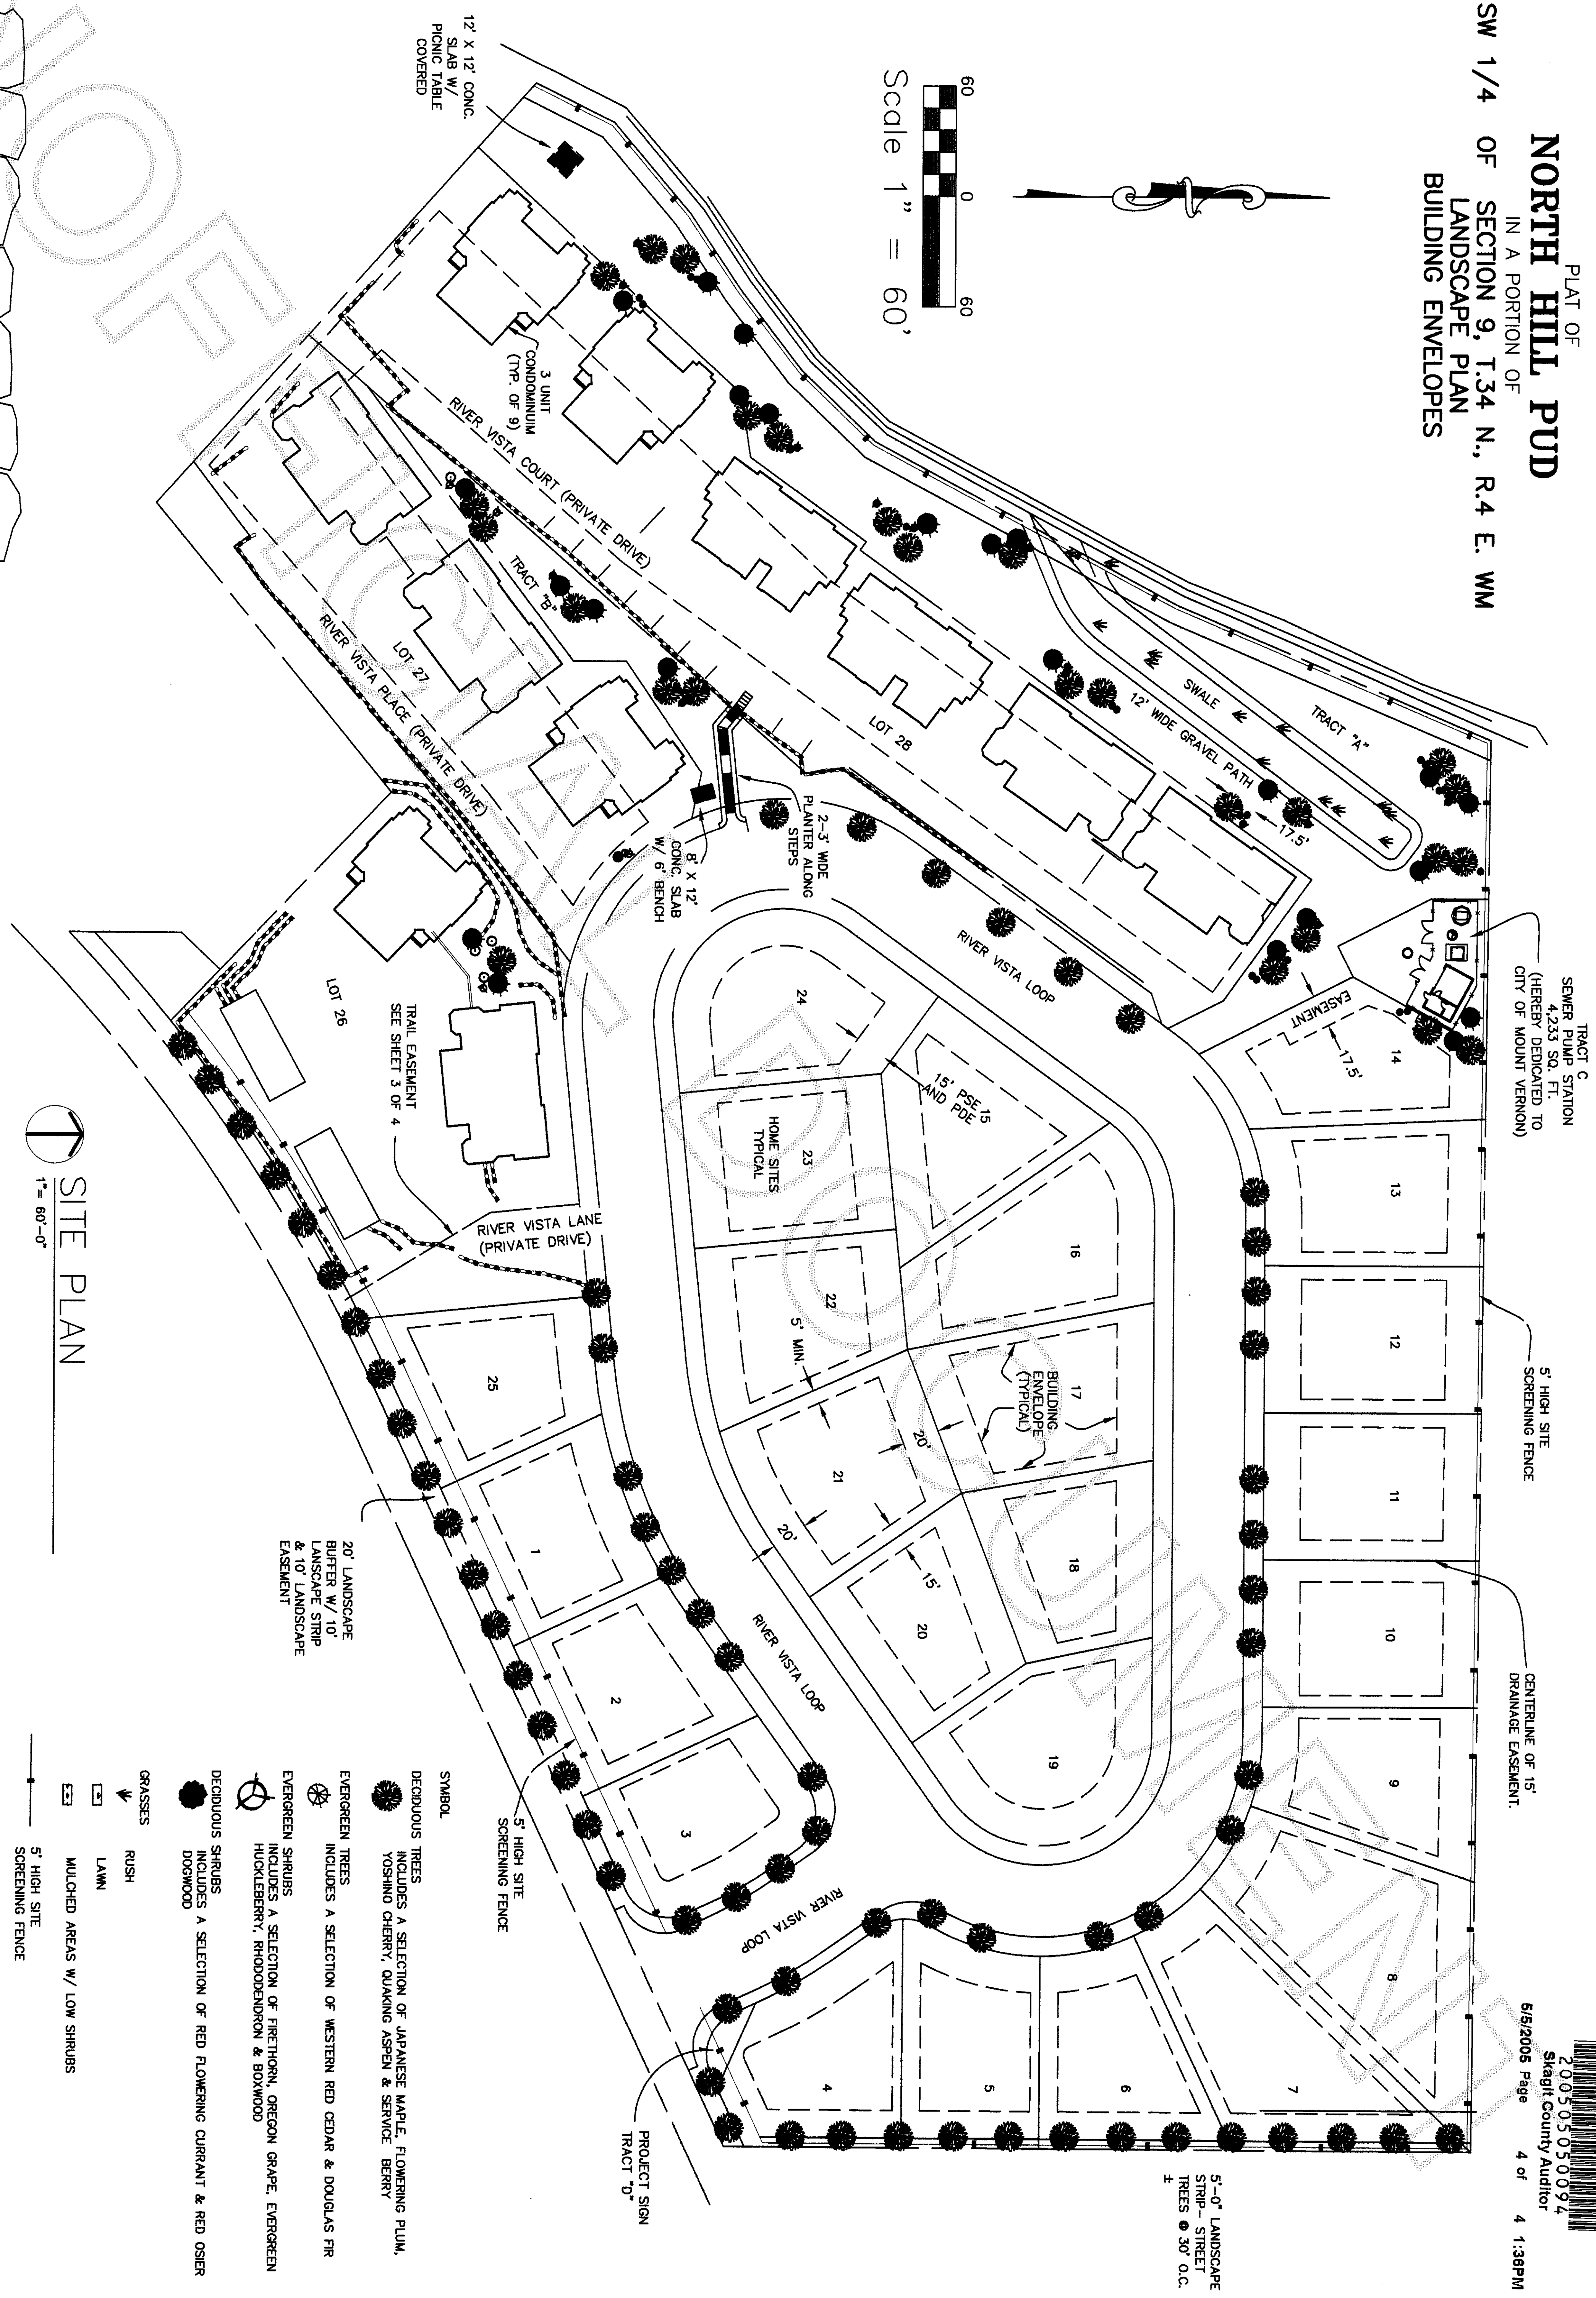 PLAT OF
NORTH HILL PUD
IN A PORTION OF
SW 1/4 OF SECTION 9, T.34 N., R.4 E. WM
LANDSCAPE PLAN
BUILDING ENVELOPES
200505050094
Skagit County Auditor
5/5/2005 Page 4 of 4 1:36PM
60 0 60
Scale 1" = 60'
12' X 12' CONC.
SLAB W/
PICNIC TABLE
COVERED
3 UNIT
CONDOMINUIM
(TYP. OF 9)
RIVER VISTA COURT (PRIVATE DRIVE)
TRACT "B"
LOT 27
RIVER VISTA PLACE (PRIVATE DRIVE)
LOT 28
SWALE
12' WIDE GRAVEL PATH
TRACT "A"
17.5'
2-3' WIDE
PLANTER ALONG
STEPS
8' X 12'
CONC. SLAB
W/ 6' BENCH
RIVER VISTA LOOP
TRACT C
SEWER PUMP STATION
4,233 SQ. FT.
(HEREBY DEDICATED TO
CITY OF MOUNT VERNON)
EASEMENT
17.5'
14
13
12
11
10
9
8
7
6
5
4
5' HIGH SITE
SCREENING FENCE
CENTERLINE OF 15'
DRAINAGE EASEMENT.
24
15' PSE
AND PDE
15
23
HOME SITES
TYPICAL
16
22
5' MIN.
17
BUILDING
ENVELOPE
(TYPICAL)
20'
21
20'
18
15'
20
19
LOT 26
TRAIL EASEMENT
SEE SHEET 3 OF 4
RIVER VISTA LANE
(PRIVATE DRIVE)
25
1
2
3
RIVER VISTA LOOP
RIVER VISTA LOOP
20' LANDSCAPE
BUFFER W/ 10'
LANSCAPE STRIP
& 10' LANDSCAPE
EASEMENT
5' HIGH SITE
SCREENING FENCE
PROJECT SIGN
TRACT "D"
5'-0" LANDSCAPE
STRIP- STREET
TREES @ 30' O.C.
±
SITE PLAN
1"= 60'-0"
SYMBOL
DECIDUOUS TREES
INCLUDES A SELECTION OF JAPANESE MAPLE, FLOWERING PLUM,
YOSHINO CHERRY, QUAKING ASPEN & SERVICE BERRY
EVERGREEN TREES
INCLUDES A SELECTION OF WESTERN RED CEDAR & DOUGLAS FIR
EVERGREEN SHRUBS
INCLUDES A SELECTION OF FIRETHORN, OREGON GRAPE, EVERGREEN
HUCKLEBERRY, RHODODENDRON & BOXWOOD
DECIDUOUS SHRUBS
INCLUDES A SELECTION OF RED FLOWERING CURRANT & RED OSIER
DOGWOOD
GRASSES
RUSH
LAWN
MULCHED AREAS W/ LOW SHRUBS
5' HIGH SITE
SCREENING FENCE
UNOFFICIAL DOCUMENT